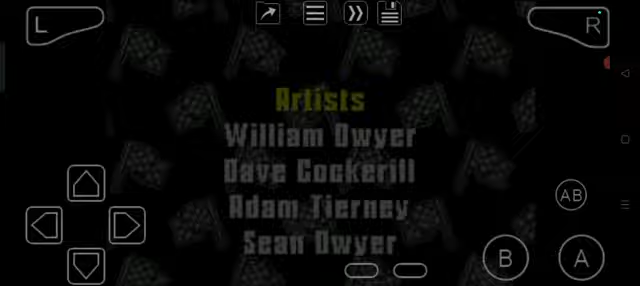 L
R
Artists
William Dwyer
Dave Cockerill
Adam Tierney
Sean Dwyer
AB
B
A